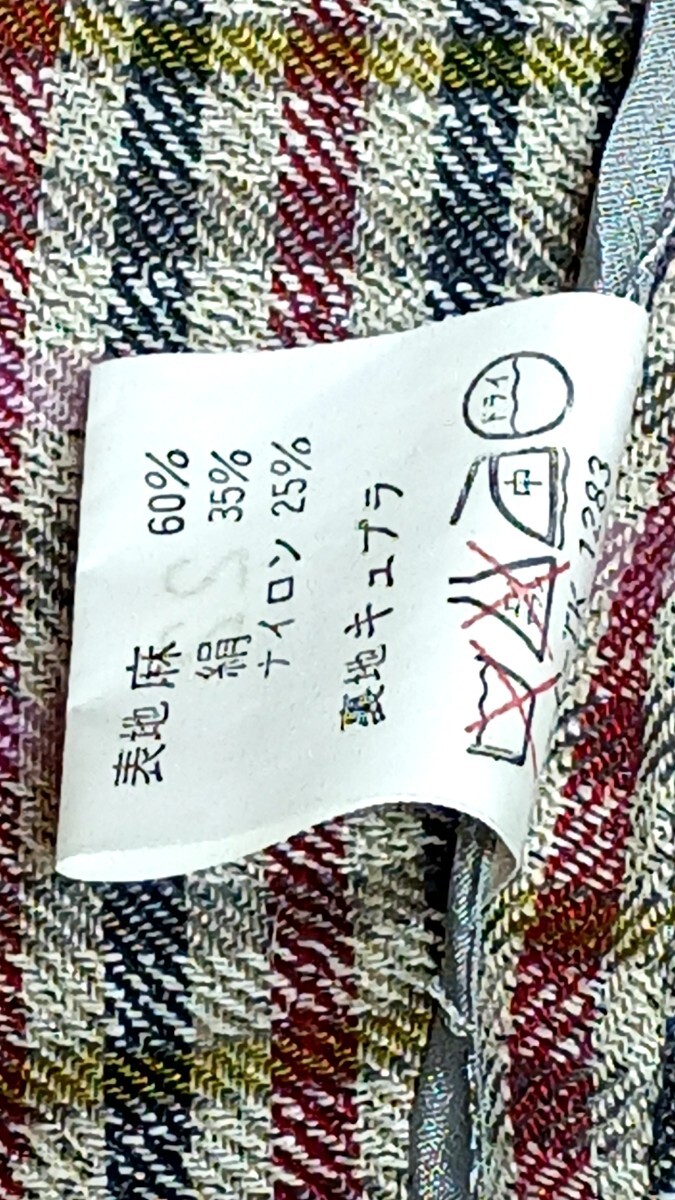 表地 麻 60%
絹 35%
ナイロン 25%
裏地キュプラ
ドライ
中